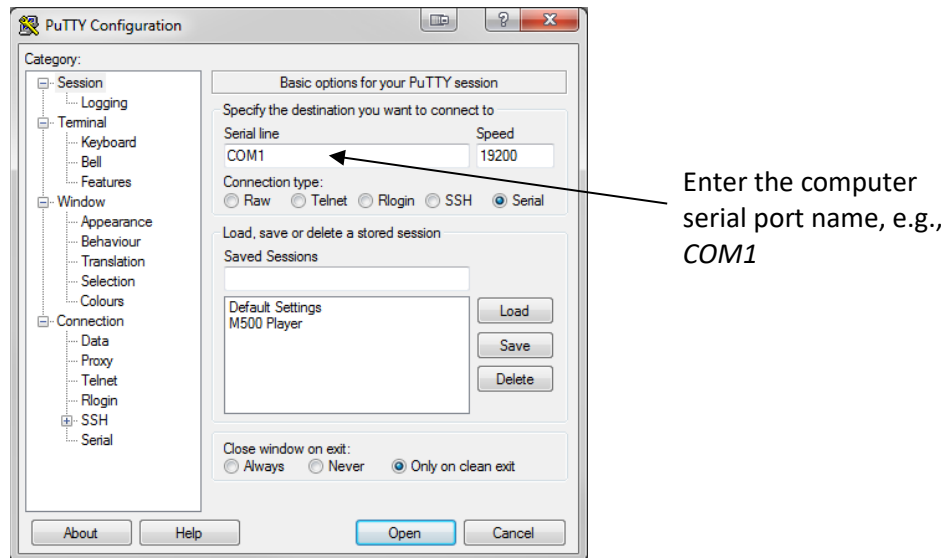 PuTTY Configuration
Category:
Session
Logging
Terminal
Keyboard
Bell
Features
Window
Appearance
Behaviour
Translation
Selection
Colours
Connection
Data
Proxy
Telnet
Rlogin
SSH
Serial
Basic options for your PuTTY session
Specify the destination you want to connect to
Serial line Speed
COM1 19200
Connection type:
Raw Telnet Rlogin SSH Serial
Load, save or delete a stored session
Saved Sessions
Default Settings
M500 Player
Load
Save
Delete
Close window on exit:
Always Never Only on clean exit
About Help Open Cancel
Enter the computer
serial port name, e.g.,
COM1